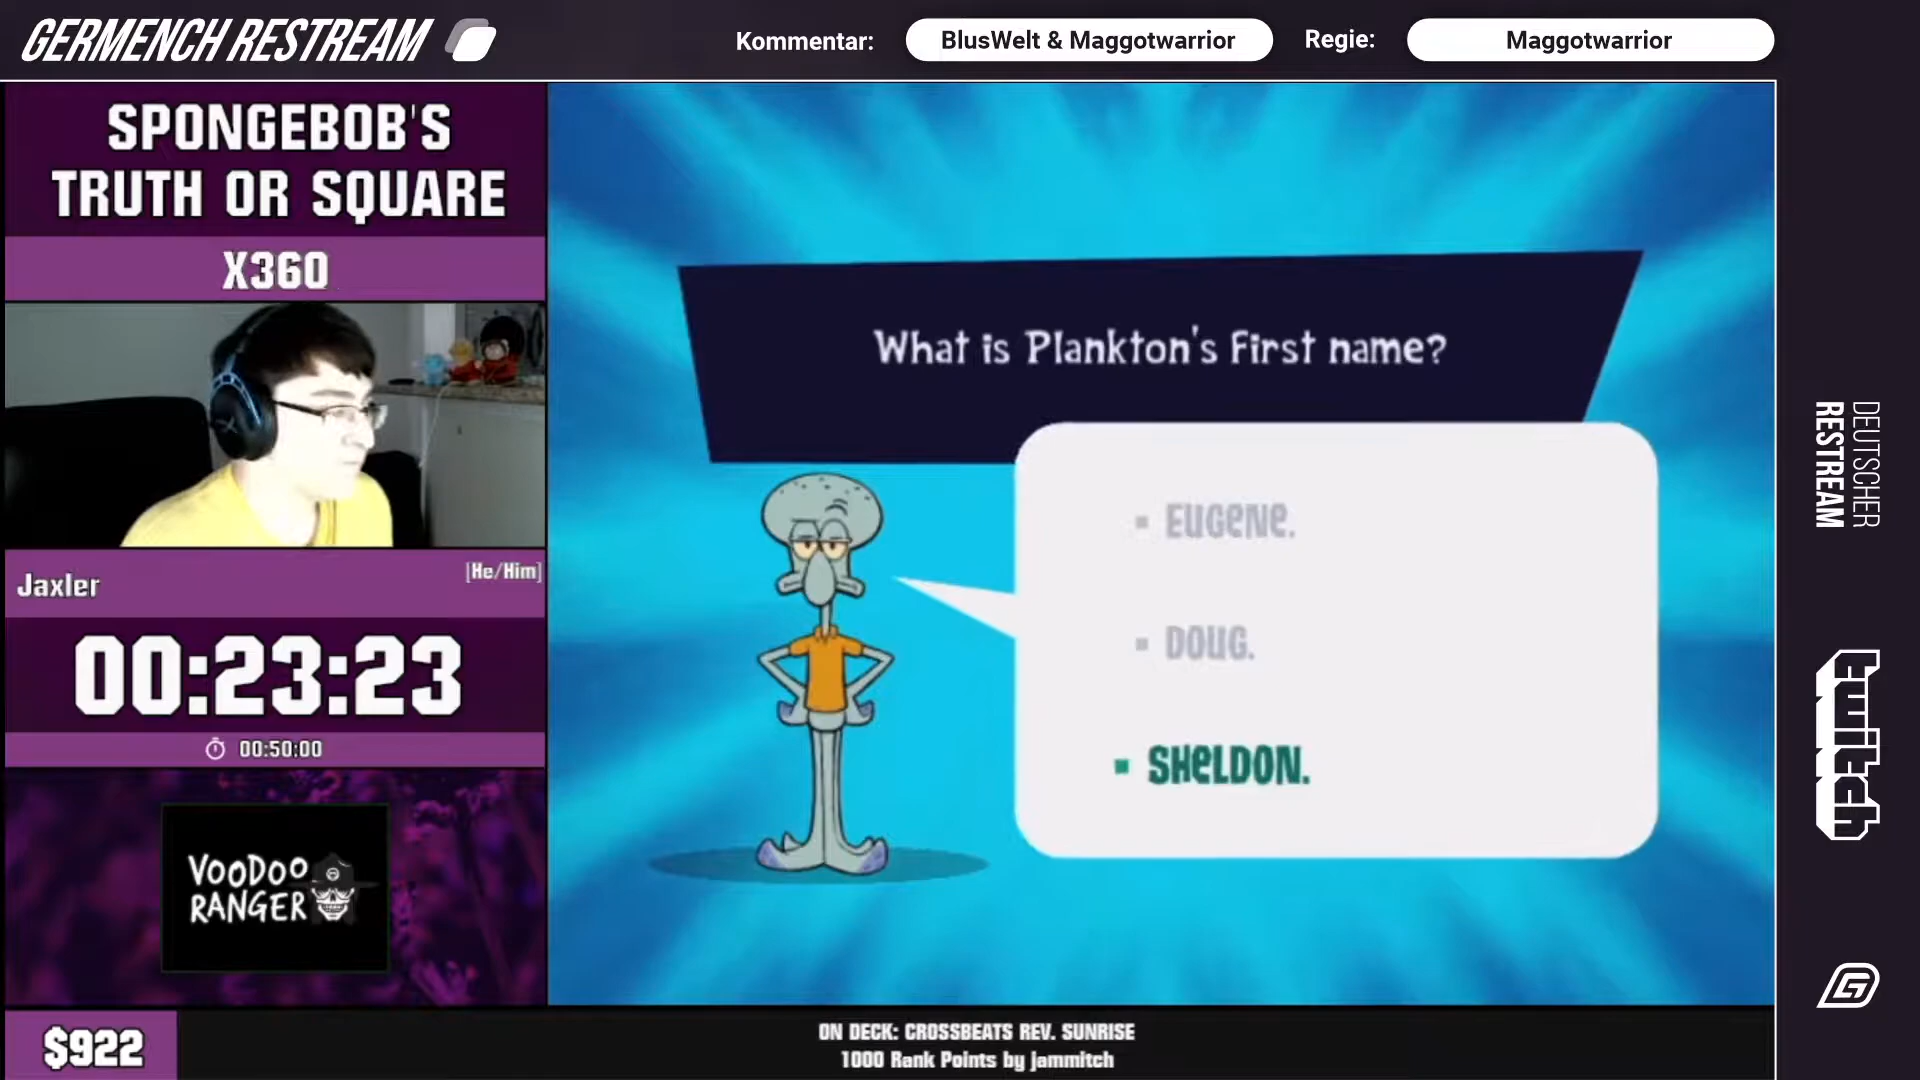 GERMENCH RESTREAM
Kommentar:
BlusWelt & Maggotwarrior
Regie:
Maggotwarrior
SPONGEBOB'S
TRUTH OR SQUARE
X360
Jaxler
[He/Him]
00:23:23
00:50:00
VOODOO
RANGER
$922
What is Plankton's first name?
▪ EUGENE.
▪ DOUG.
▪ SHELDON.
ON DECK: CROSSBEATS REV. SUNRISE
1000 Rank Points by jammitch
DEUTSCHER
RESTREAM
twitch
G